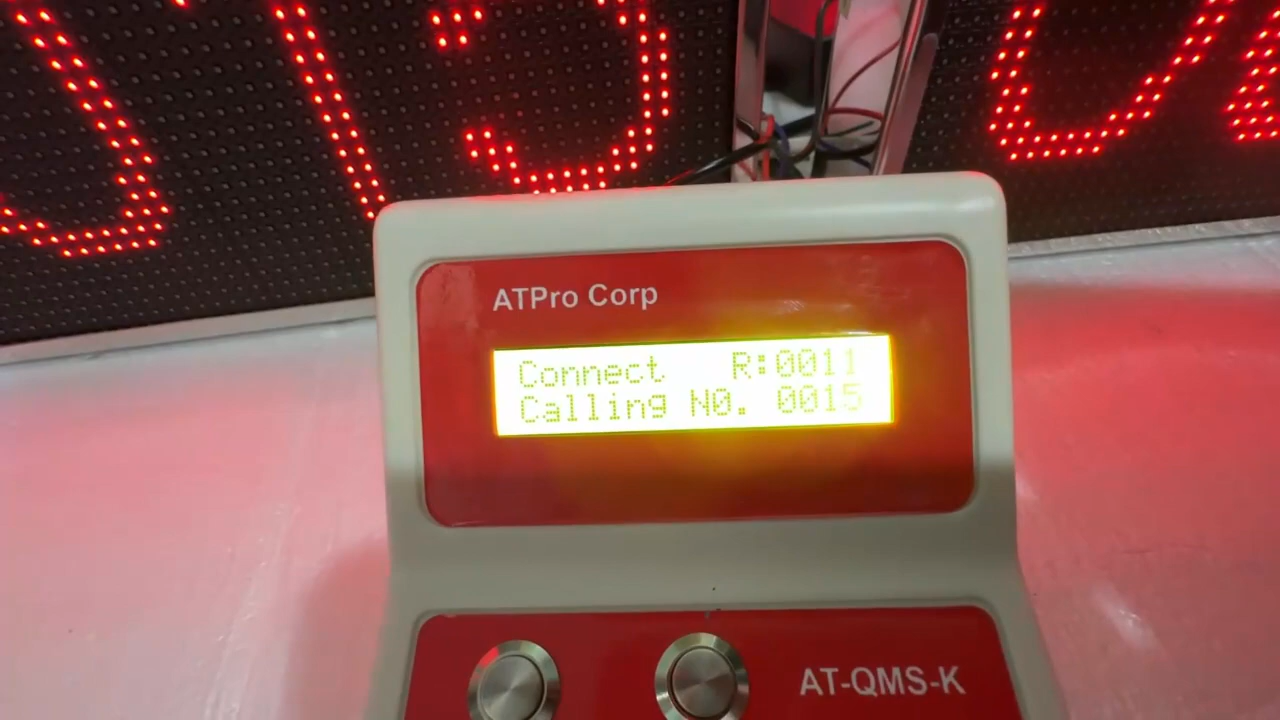 ATPro Corp
Connect R:0011
Calling N0. 0015
AT-QMS-K